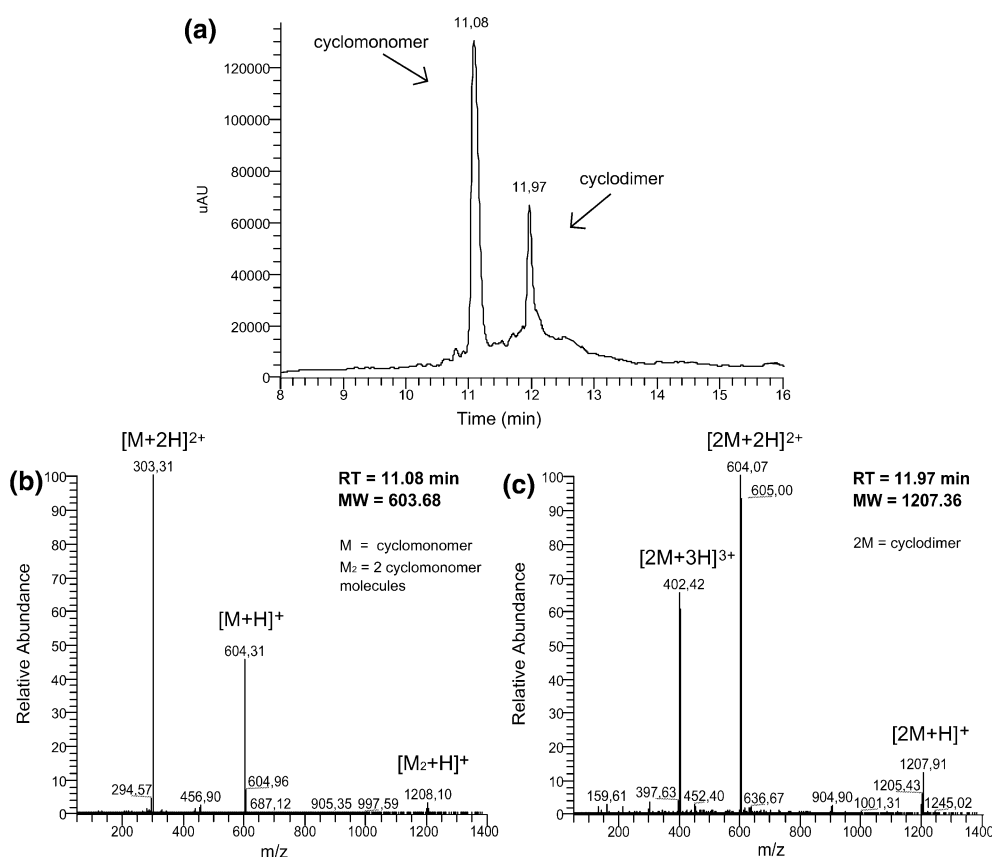 (a)
11,08
cyclomonomer
11,97
cyclodimer
uAU
120000
100000
80000
60000
40000
20000
0
8 9 10 11 12 13 14 15 16
Time (min)
(b)
[M+2H]2+
303,31
RT = 11.08 min
MW = 603.68
M = cyclomonomer
M2 = 2 cyclomonomer
molecules
[M+H]+
604,31
[M2+H]+
294,57
456,90
604,96
687,12
905,35
997,59
1208,10
Relative Abundance
100
90
80
70
60
50
40
30
20
10
0
200 400 600 800 1000 1200 1400
m/z
(c)
[2M+2H]2+
604,07
605,00
RT = 11.97 min
MW = 1207.36
2M = cyclodimer
[2M+3H]3+
402,42
[2M+H]+
1207,91
1205,43
159,61
397,63
452,40
636,67
904,90
1001,31
1245,02
Relative Abundance
100
90
80
70
60
50
40
30
20
10
0
200 400 600 800 1000 1200 1400
m/z